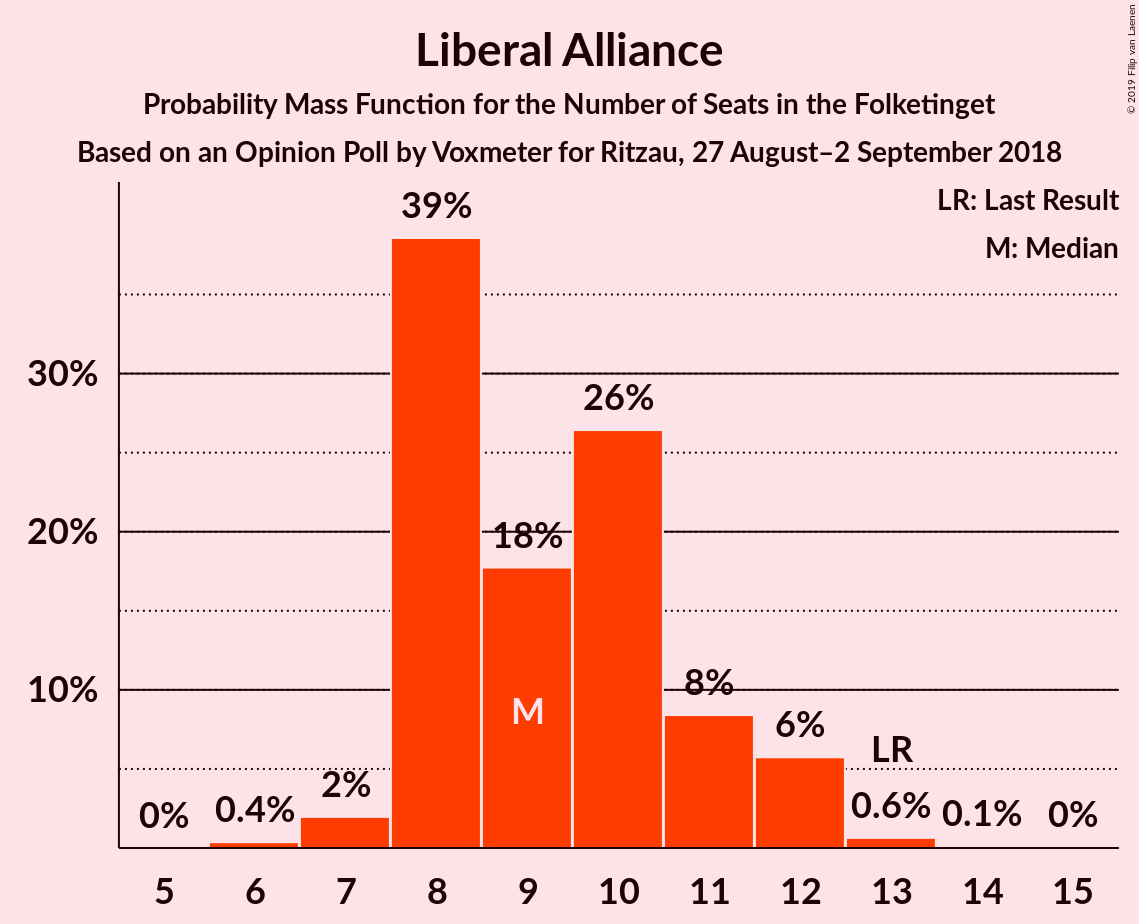 Liberal Alliance
Probability Mass Function for the Number of Seats in the Folketinget
Based on an Opinion Poll by Voxmeter for Ritzau, 27 August–2 September 2018
© 2019 Filip van Laenen
LR: Last Result
M: Median
30%
20%
10%
0% 0.4% 2% 39% 18% 26% 8% 6% 0.6% 0.1% 0%
M
LR
5 6 7 8 9 10 11 12 13 14 15